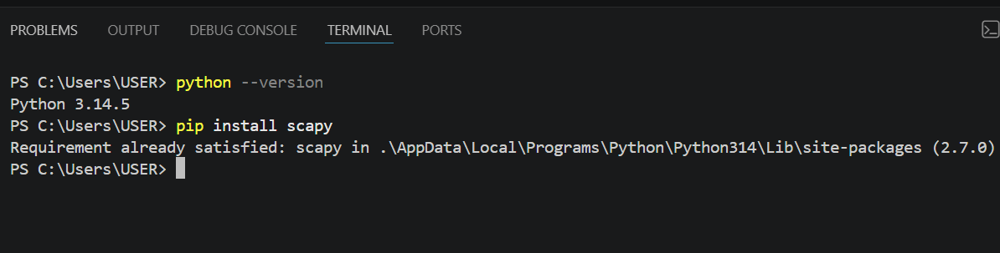 PROBLEMS OUTPUT DEBUG CONSOLE TERMINAL PORTS
PS C:\Users\USER> python --version
Python 3.14.5
PS C:\Users\USER> pip install scapy
Requirement already satisfied: scapy in .\AppData\Local\Programs\Python\Python314\Lib\site-packages (2.7.0)
PS C:\Users\USER>